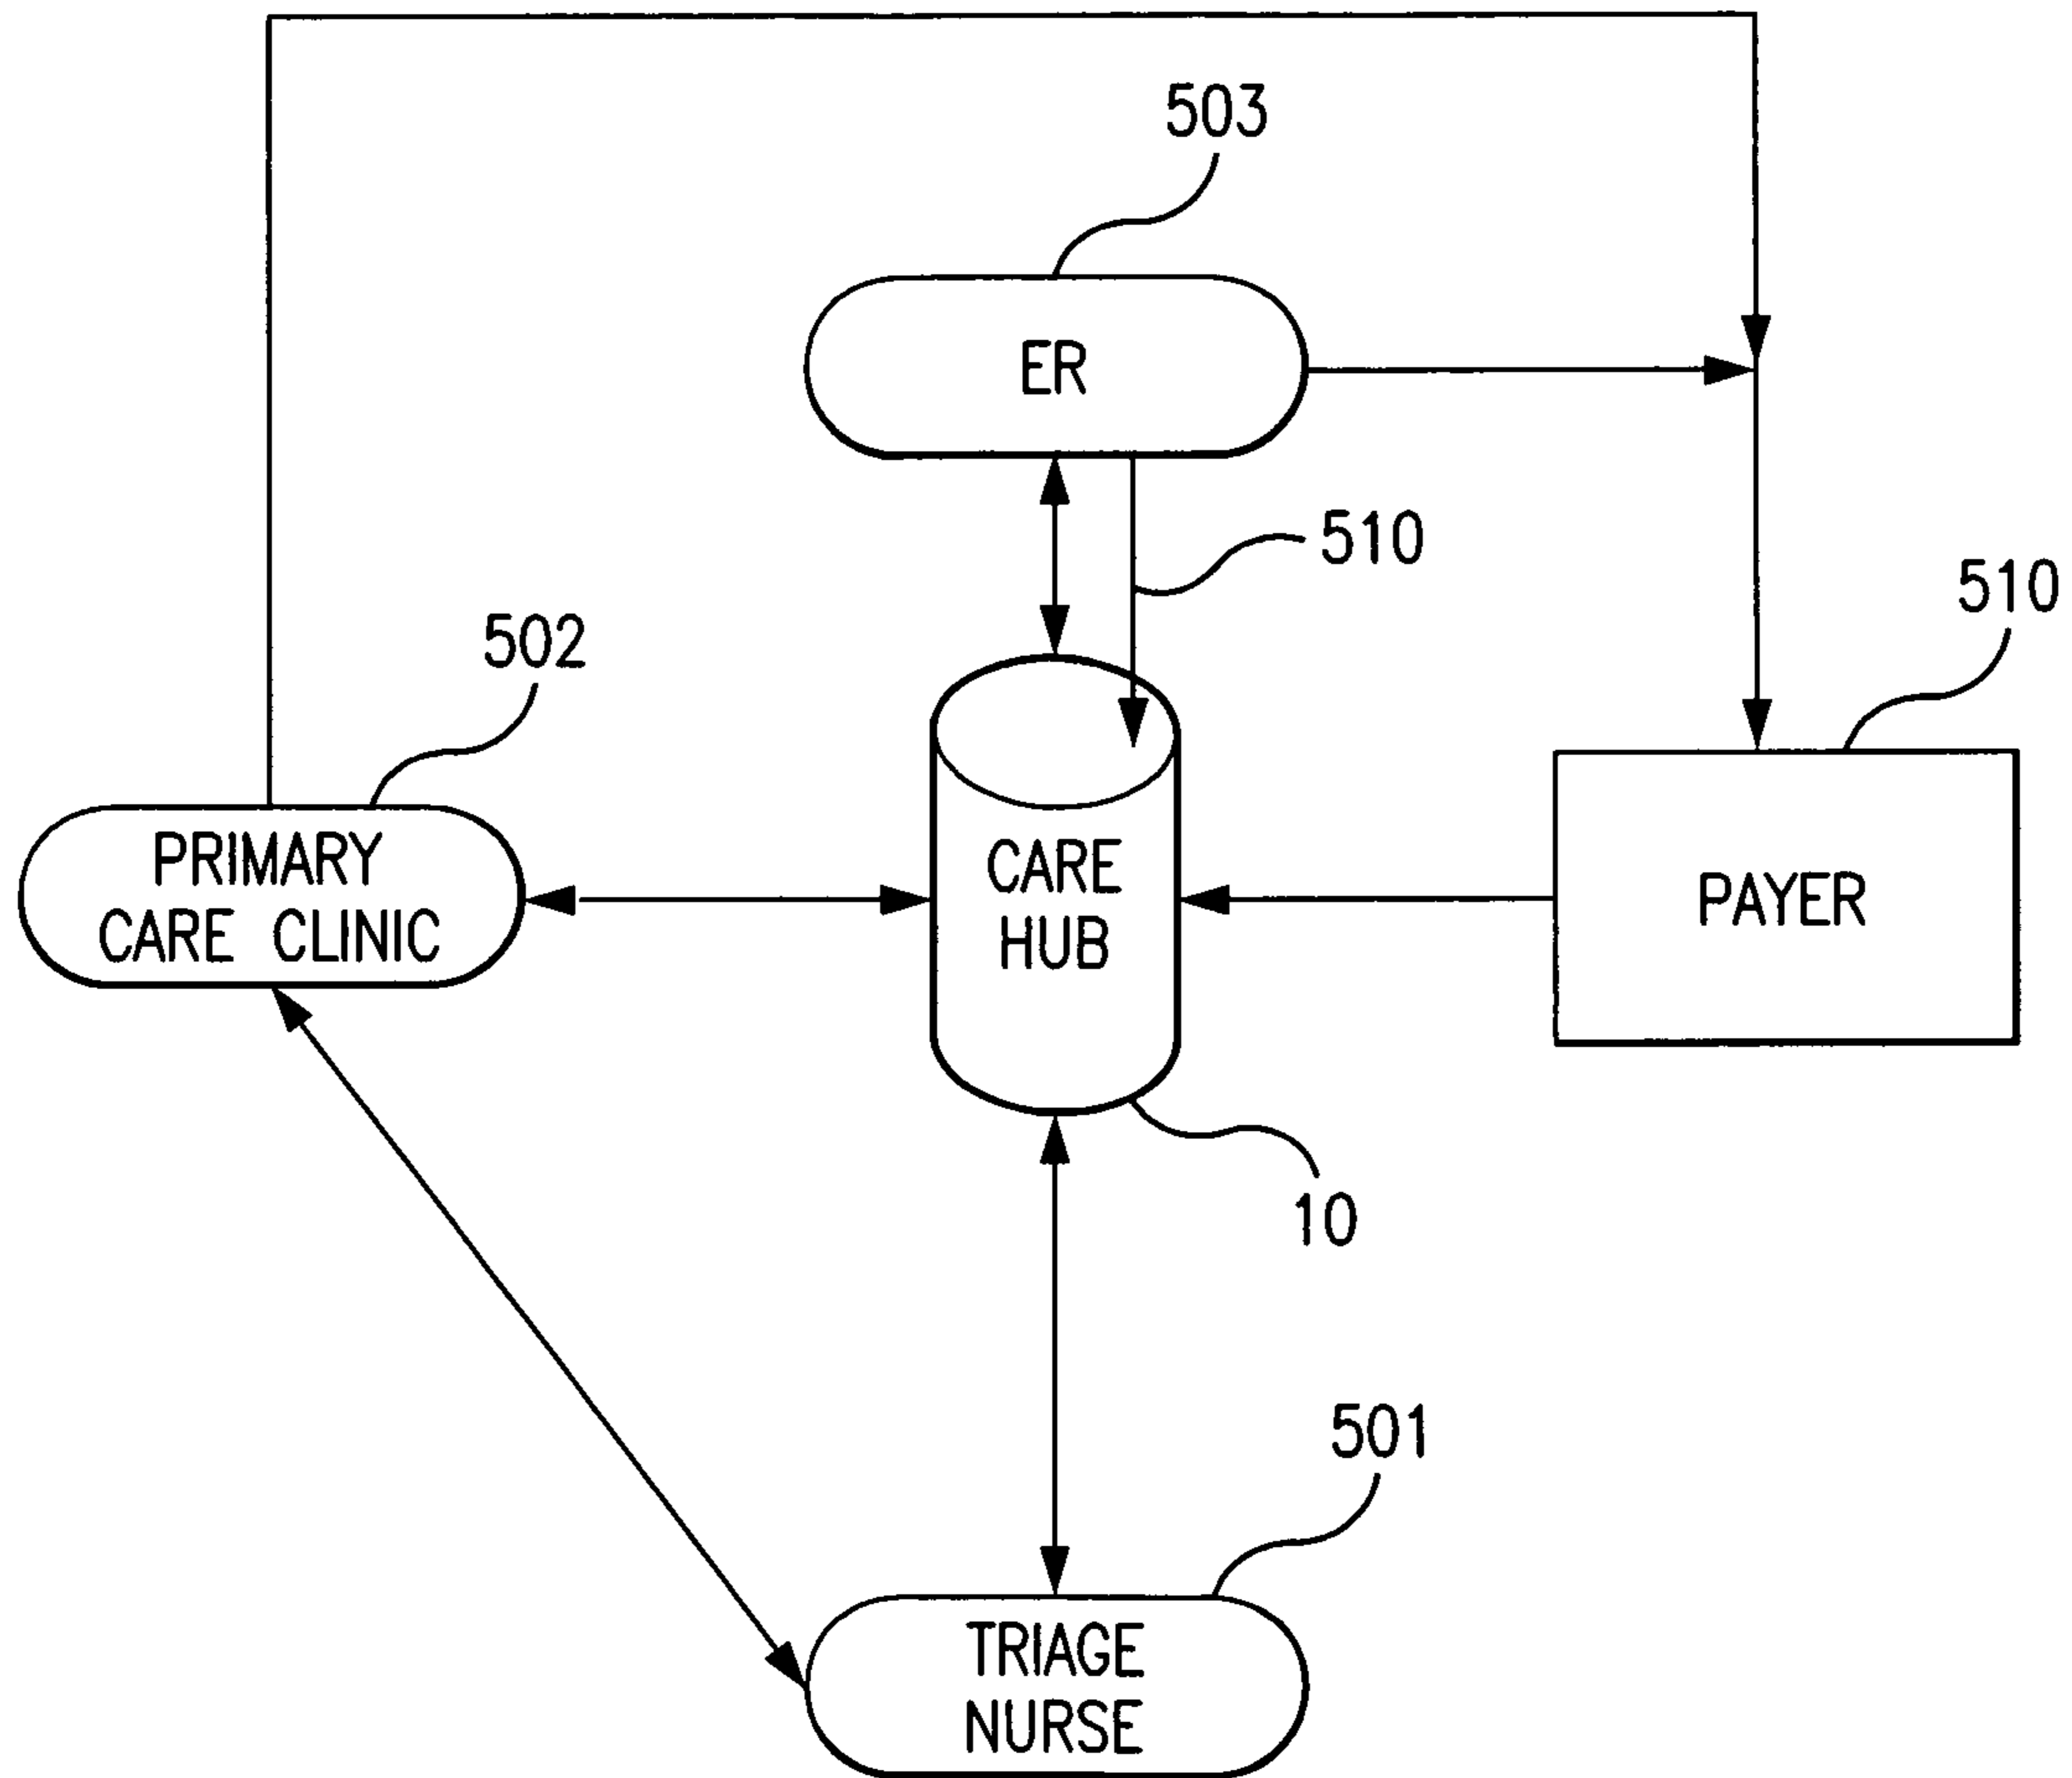 503
ER
510
510
502
PRIMARY
CARE CLINIC
CARE
HUB
PAYER
10
501
TRIAGE
NURSE